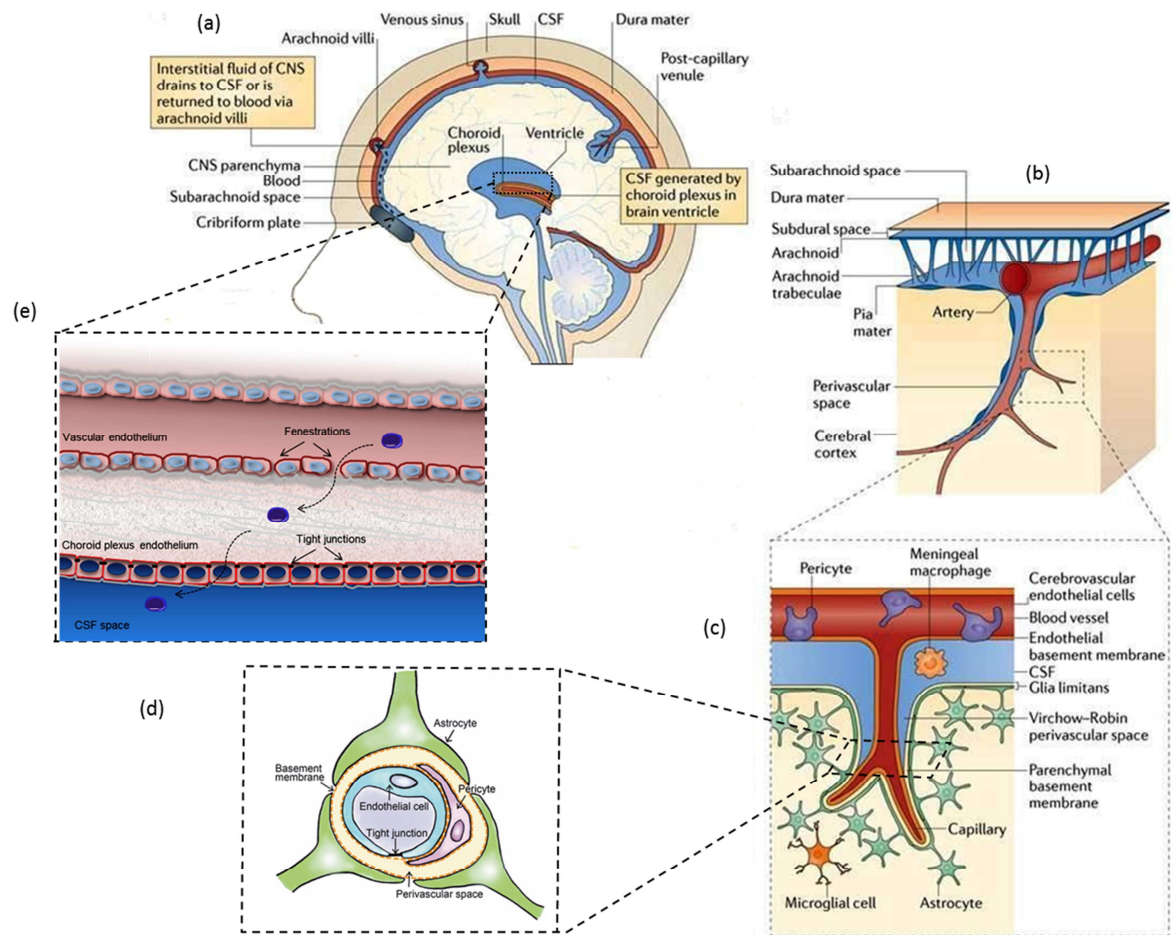 (a)
Venous sinus
Skull
CSF
Dura mater
Arachnoid villi
Post-capillary
venule
Interstitial fluid of CNS
drains to CSF or is
returned to blood via
arachnoid villi
Choroid
plexus
Ventricle
CNS parenchyma
Blood
Subarachnoid space
Cribriform plate
CSF generated by
choroid plexus in
brain ventricle
(b)
Subarachnoid space
Dura mater
Subdural space
Arachnoid
Arachnoid
trabeculae
Pia
mater
Artery
Perivascular
space
Cerebral
cortex
(e)
Vascular endothelium
Fenestrations
Choroid plexus endothelium
Tight junctions
CSF space
(c)
Pericyte
Meningeal
macrophage
Cerebrovascular
endothelial cells
Blood vessel
Endothelial
basement membrane
CSF
Glia limitans
Virchow–Robin
perivascular space
Parenchymal
basement
membrane
Capillary
Microglial cell
Astrocyte
(d)
Astrocyte
Basement
membrane
Pericyte
Endothelial cell
Tight junction
Perivascular space